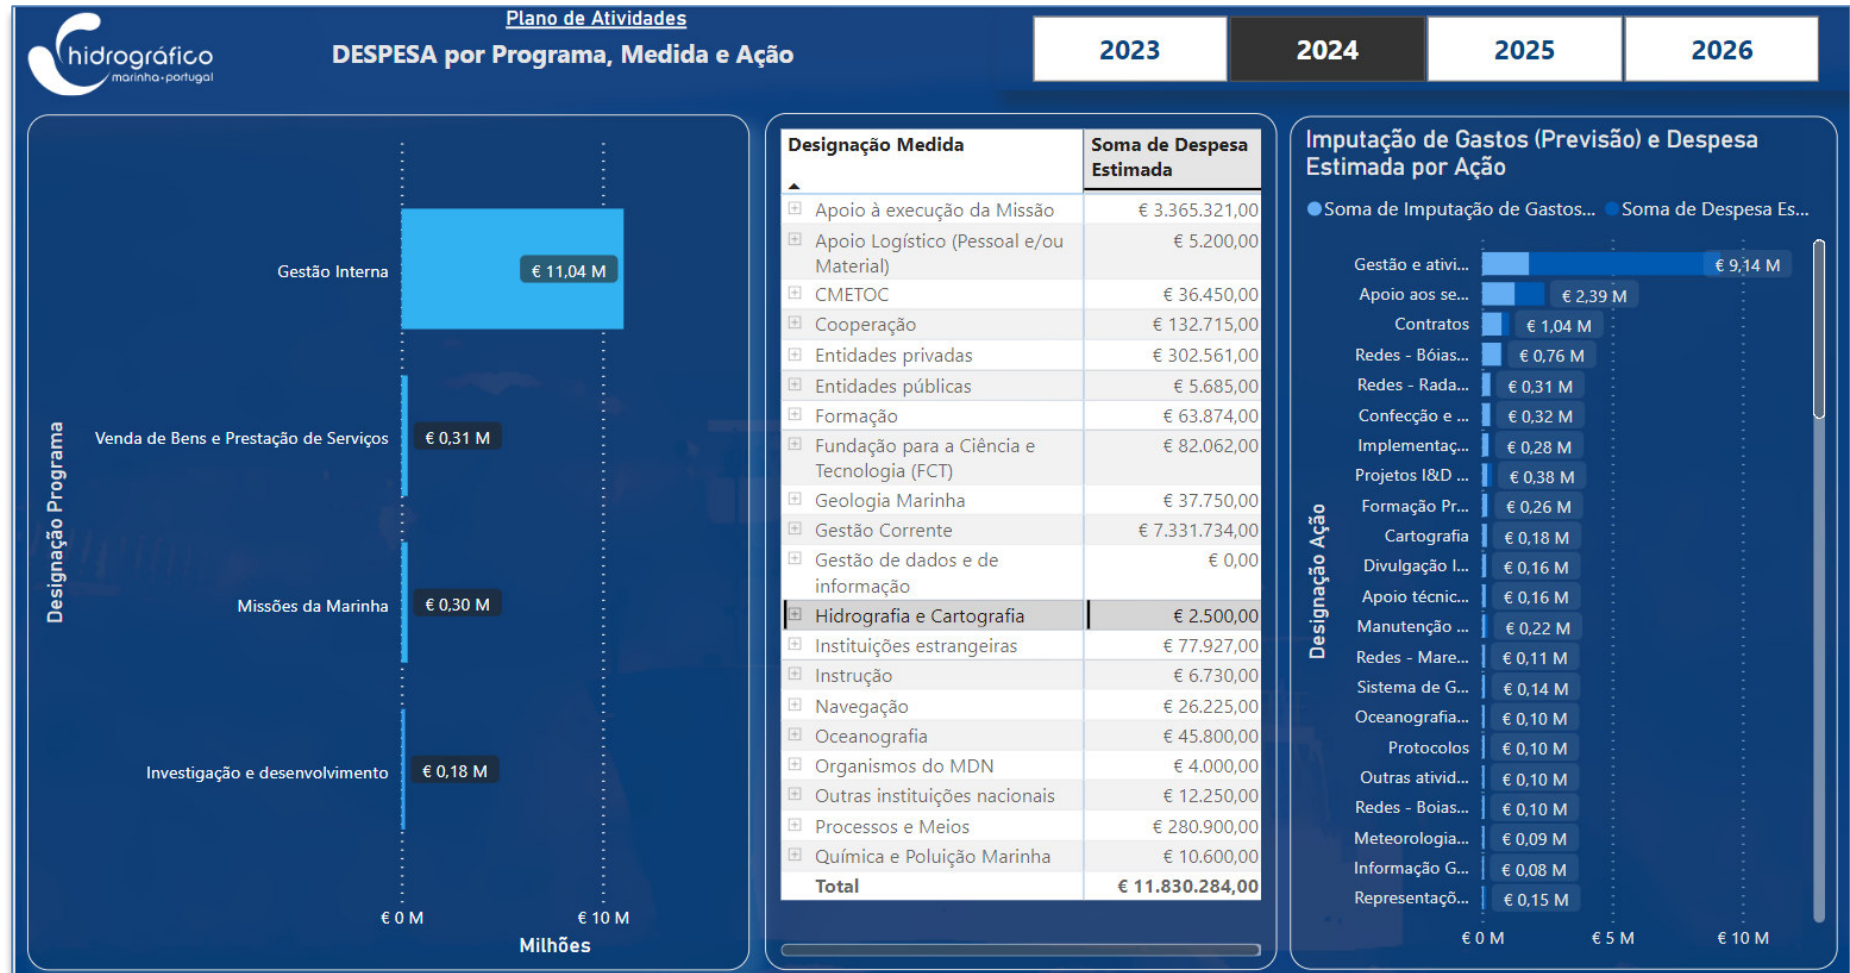 hidrográfico
marinha•portugal
Plano de Atividades
DESPESA por Programa, Medida e Ação
2023
2024
2025
2026
Designação Programa
Gestão Interna
€ 11,04 M
Venda de Bens e Prestação de Serviços
€ 0,31 M
Missões da Marinha
€ 0,30 M
Investigação e desenvolvimento
€ 0,18 M
€ 0 M
€ 10 M
Milhões
Designação Medida
Soma de Despesa
Estimada
Apoio à execução da Missão € 3.365.321,00
Apoio Logístico (Pessoal e/ou € 5.200,00
Material)
CMETOC € 36.450,00
Cooperação € 132.715,00
Entidades privadas € 302.561,00
Entidades públicas € 5.685,00
Formação € 63.874,00
Fundação para a Ciência e € 82.062,00
Tecnologia (FCT)
Geologia Marinha € 37.750,00
Gestão Corrente € 7.331.734,00
Gestão de dados e de € 0,00
informação
Hidrografia e Cartografia € 2.500,00
Instituições estrangeiras € 77.927,00
Instrução € 6.730,00
Navegação € 26.225,00
Oceanografia € 45.800,00
Organismos do MDN € 4.000,00
Outras instituições nacionais € 12.250,00
Processos e Meios € 280.900,00
Química e Poluição Marinha € 10.600,00
Total € 11.830.284,00
Imputação de Gastos (Previsão) e Despesa
Estimada por Ação
Soma de Imputação de Gastos... Soma de Despesa Es...
Designação Ação
Gestão e ativi... € 9,14 M
Apoio aos se... € 2,39 M
Contratos € 1,04 M
Redes - Bóias... € 0,76 M
Redes - Rada... € 0,31 M
Confecção e ... € 0,32 M
Implementaç... € 0,28 M
Projetos I&D ... € 0,38 M
Formação Pr... € 0,26 M
Cartografia € 0,18 M
Divulgação I... € 0,16 M
Apoio técnic... € 0,16 M
Manutenção ... € 0,22 M
Redes - Mare... € 0,11 M
Sistema de G... € 0,14 M
Oceanografia... € 0,10 M
Protocolos € 0,10 M
Outras ativid... € 0,10 M
Redes - Boias... € 0,10 M
Meteorologia... € 0,09 M
Informação G... € 0,08 M
Representaçõ... € 0,15 M
€ 0 M
€ 5 M
€ 10 M